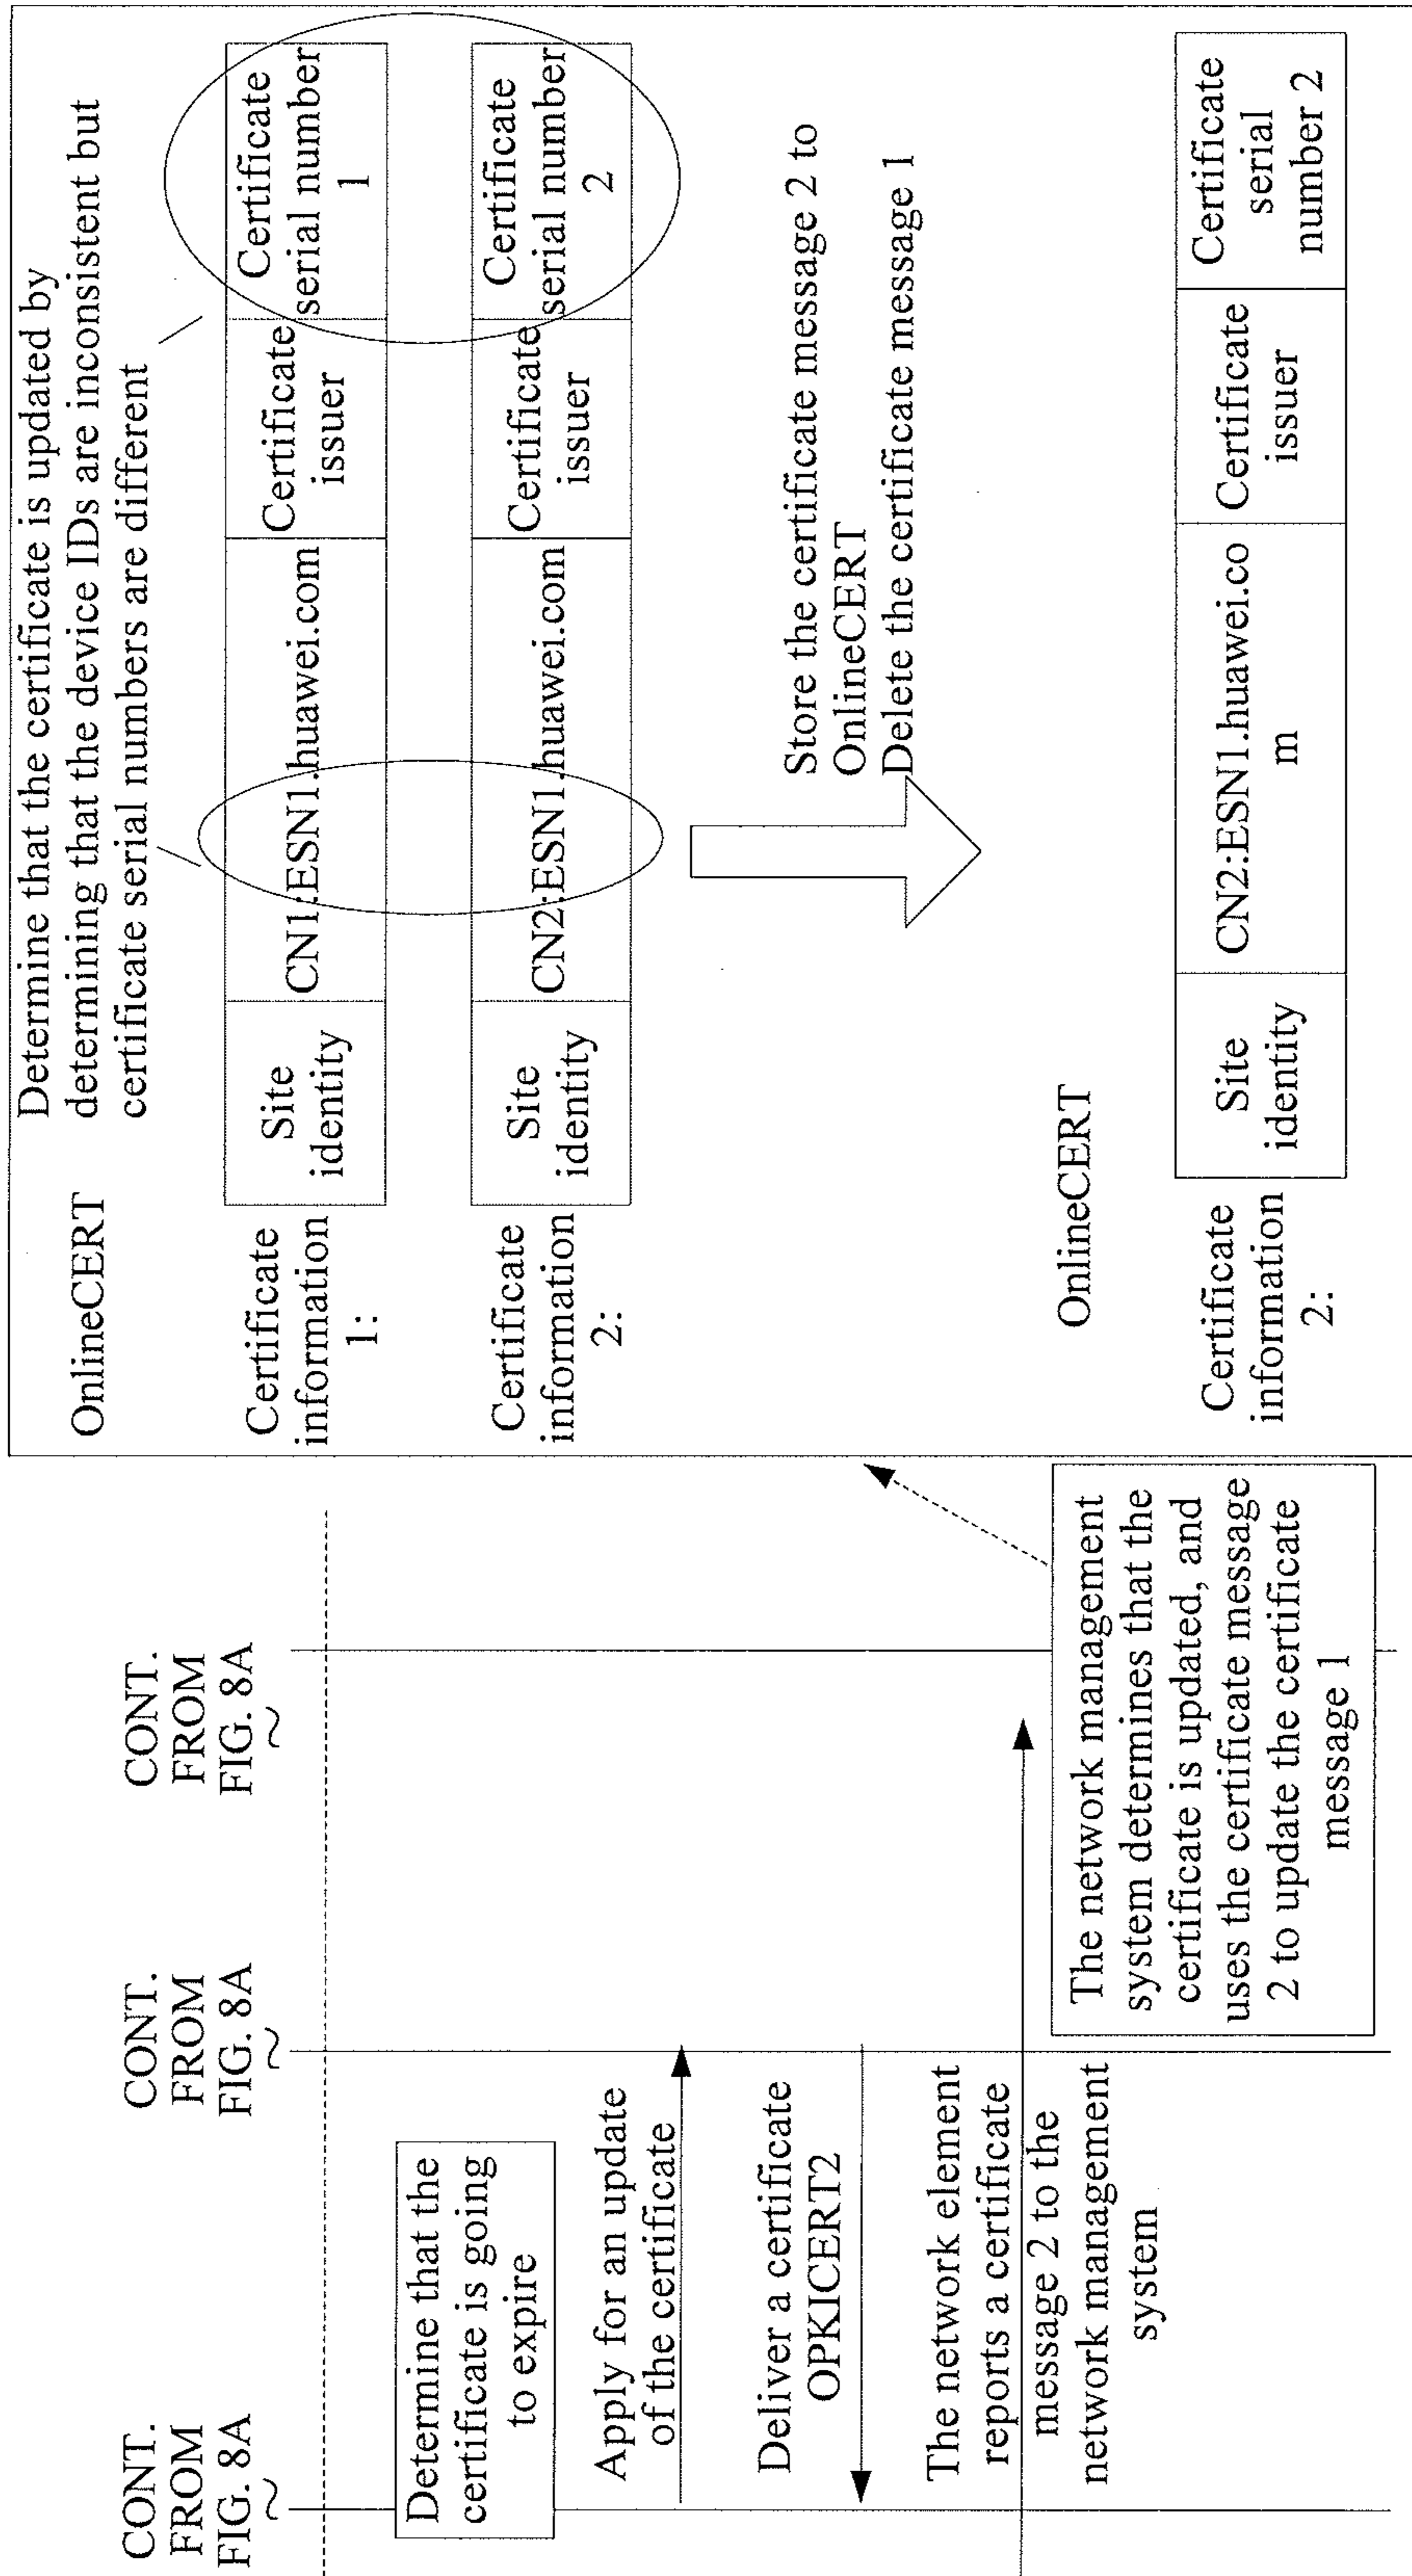 CONT.
FROM
FIG. 8A
CONT.
FROM
FIG. 8A
CONT.
FROM
FIG. 8A
Determine that the
certificate is going
to expire
Apply for an update
of the certificate
Deliver a certificate
OPKICERT2
The network element
reports a certificate
message 2 to the
network management
system
The network management
system determines that the
certificate is updated, and
uses the certificate message
2 to update the certificate
message 1
Determine that the certificate is updated by
determining that the device IDs are inconsistent but
certificate serial numbers are different
OnlineCERT
Certificate
information
1:
Site
identity
CN1:ESN1.huawei.com
Certificate
issuer
Certificate
serial number
1
Certificate
information
2:
Site
identity
CN2:ESN1.huawei.com
Certificate
issuer
Certificate
serial number
2
Store the certificate message 2 to
OnlineCERT
Delete the certificate message 1
OnlineCERT
Certificate
information
2:
Site
identity
CN2:ESN1.huawei.co
m
Certificate
issuer
Certificate
serial
number 2